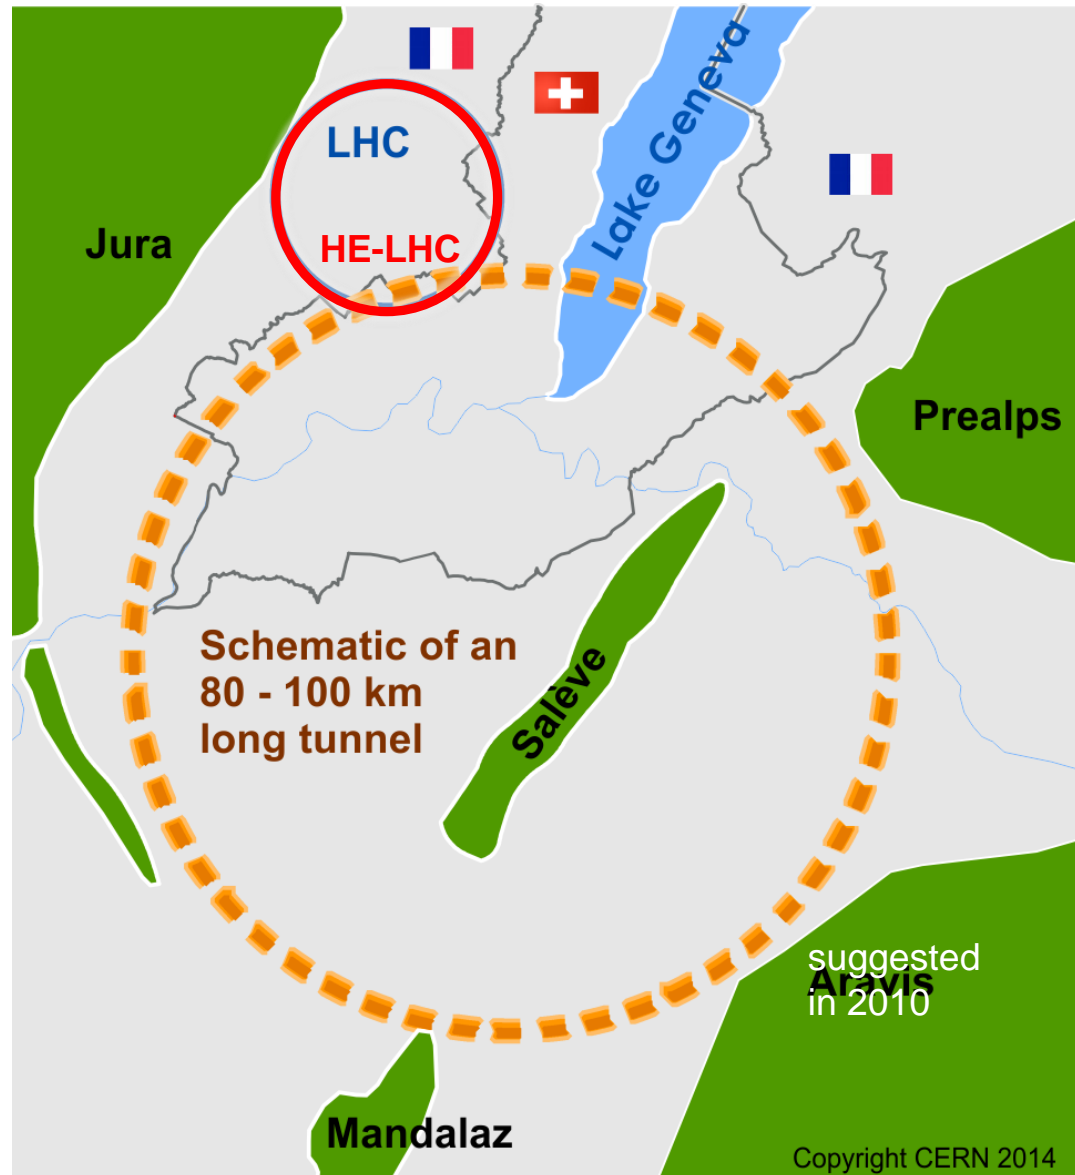 LHC
Lake Geneva
Jura
HE-LHC
Prealps
Schematic of an
80 - 100 km
long tunnel
Salève
suggested
Aravis
in 2010
Mandalaz
Copyright CERN 2014